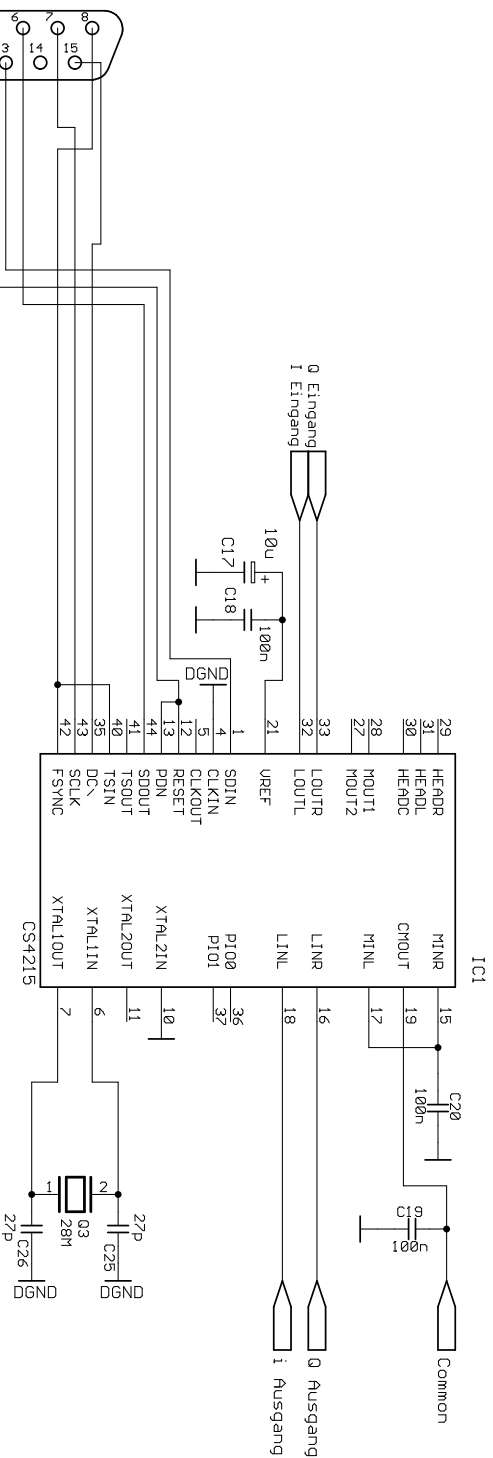 6
7
8
3
14
15
Q Eingang
I Eingang
10u
+
C17
C18
100n
DGND
42
43
35
40
41
44
13
12
5
4
1
21
32
33
27
28
30
31
29
FSYNC
SCLK
DC\
TSIN
TSOUT
SDOUT
PDN
RESET
CLKOUT
CLKIN
SDIN
VREF
LOUTL
LOUTR
MOUT2
MOUT1
HEADC
HEADL
HEADR
XTAL1OUT
XTAL1IN
XTAL2OUT
XTAL2IN
PIO1
PIO0
LINL
LINR
MINL
CMOUT
MINR
CS4215
IC1
7
6
11
10
37
36
18
16
17
19
15
C20
100n
C19
100n
1
2
Q3
28M
27p
C25
27p
C26
DGND
DGND
i Ausgang
Q Ausgang
Common